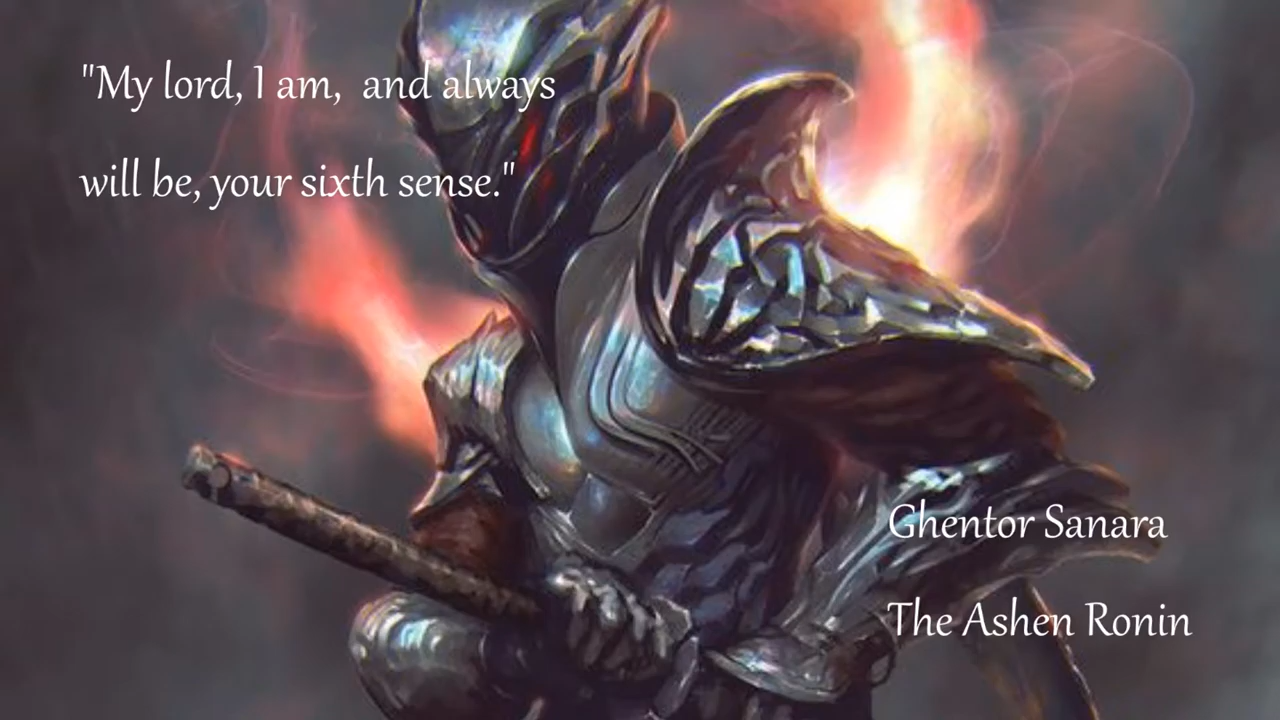 "My lord, I am,  and always
will be, your sixth sense."
Ghentor Sanara
The Ashen Ronin